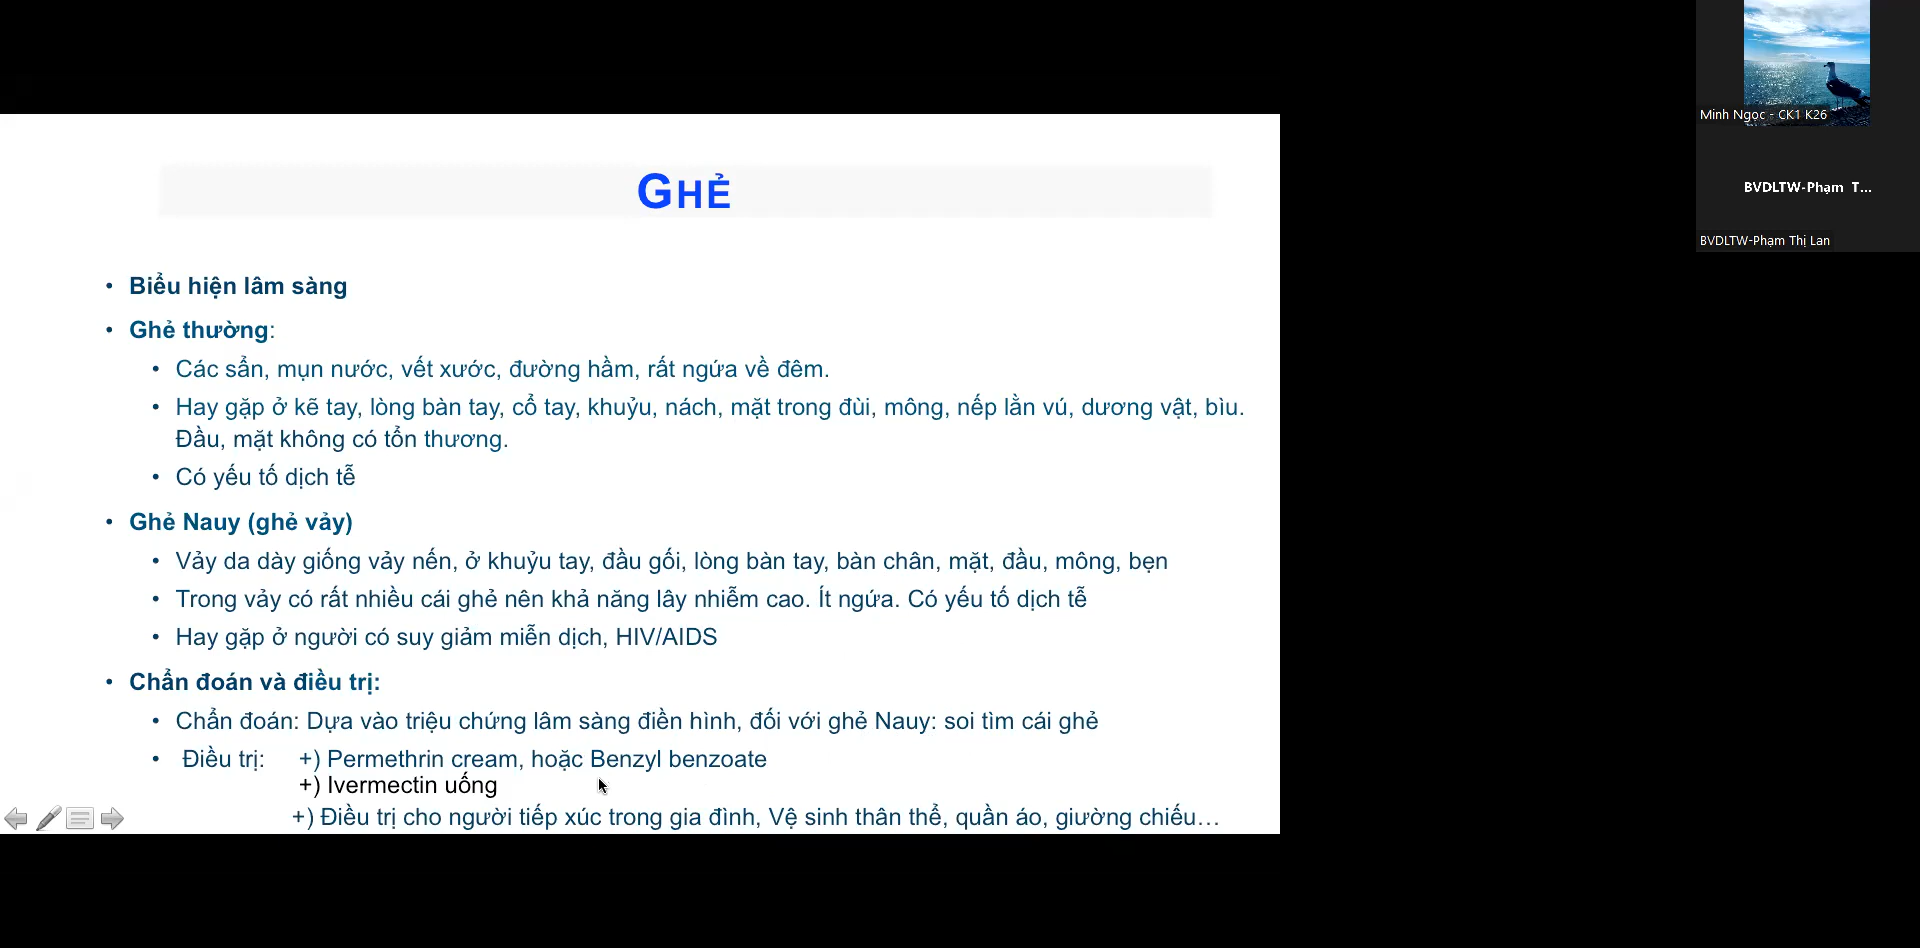 GHẺ
• Biểu hiện lâm sàng
• Ghẻ thường:
• Các sẩn, mụn nước, vết xước, đường hầm, rất ngứa về đêm.
• Hay gặp ở kẽ tay, lòng bàn tay, cổ tay, khuỷu, nách, mặt trong đùi, mông, nếp lằn vú, dương vật, bìu.
Đầu, mặt không có tổn thương.
• Có yếu tố dịch tễ
• Ghẻ Nauy (ghẻ vảy)
• Vảy da dày giống vảy nến, ở khuỷu tay, đầu gối, lòng bàn tay, bàn chân, mặt, đầu, mông, bẹn
• Trong vảy có rất nhiều cái ghẻ nên khả năng lây nhiễm cao. Ít ngứa. Có yếu tố dịch tễ
• Hay gặp ở người có suy giảm miễn dịch, HIV/AIDS
• Chẩn đoán và điều trị:
• Chẩn đoán: Dựa vào triệu chứng lâm sàng điền hình, đối với ghẻ Nauy: soi tìm cái ghẻ
• Điều trị: +) Permethrin cream, hoặc Benzyl benzoate
+) Ivermectin uống
+) Điều trị cho người tiếp xúc trong gia đình, Vệ sinh thân thể, quần áo, giường chiếu…
Minh Ngọc - CK1 K26
BVDLTW-Phạm T...
BVDLTW-Phạm Thị Lan